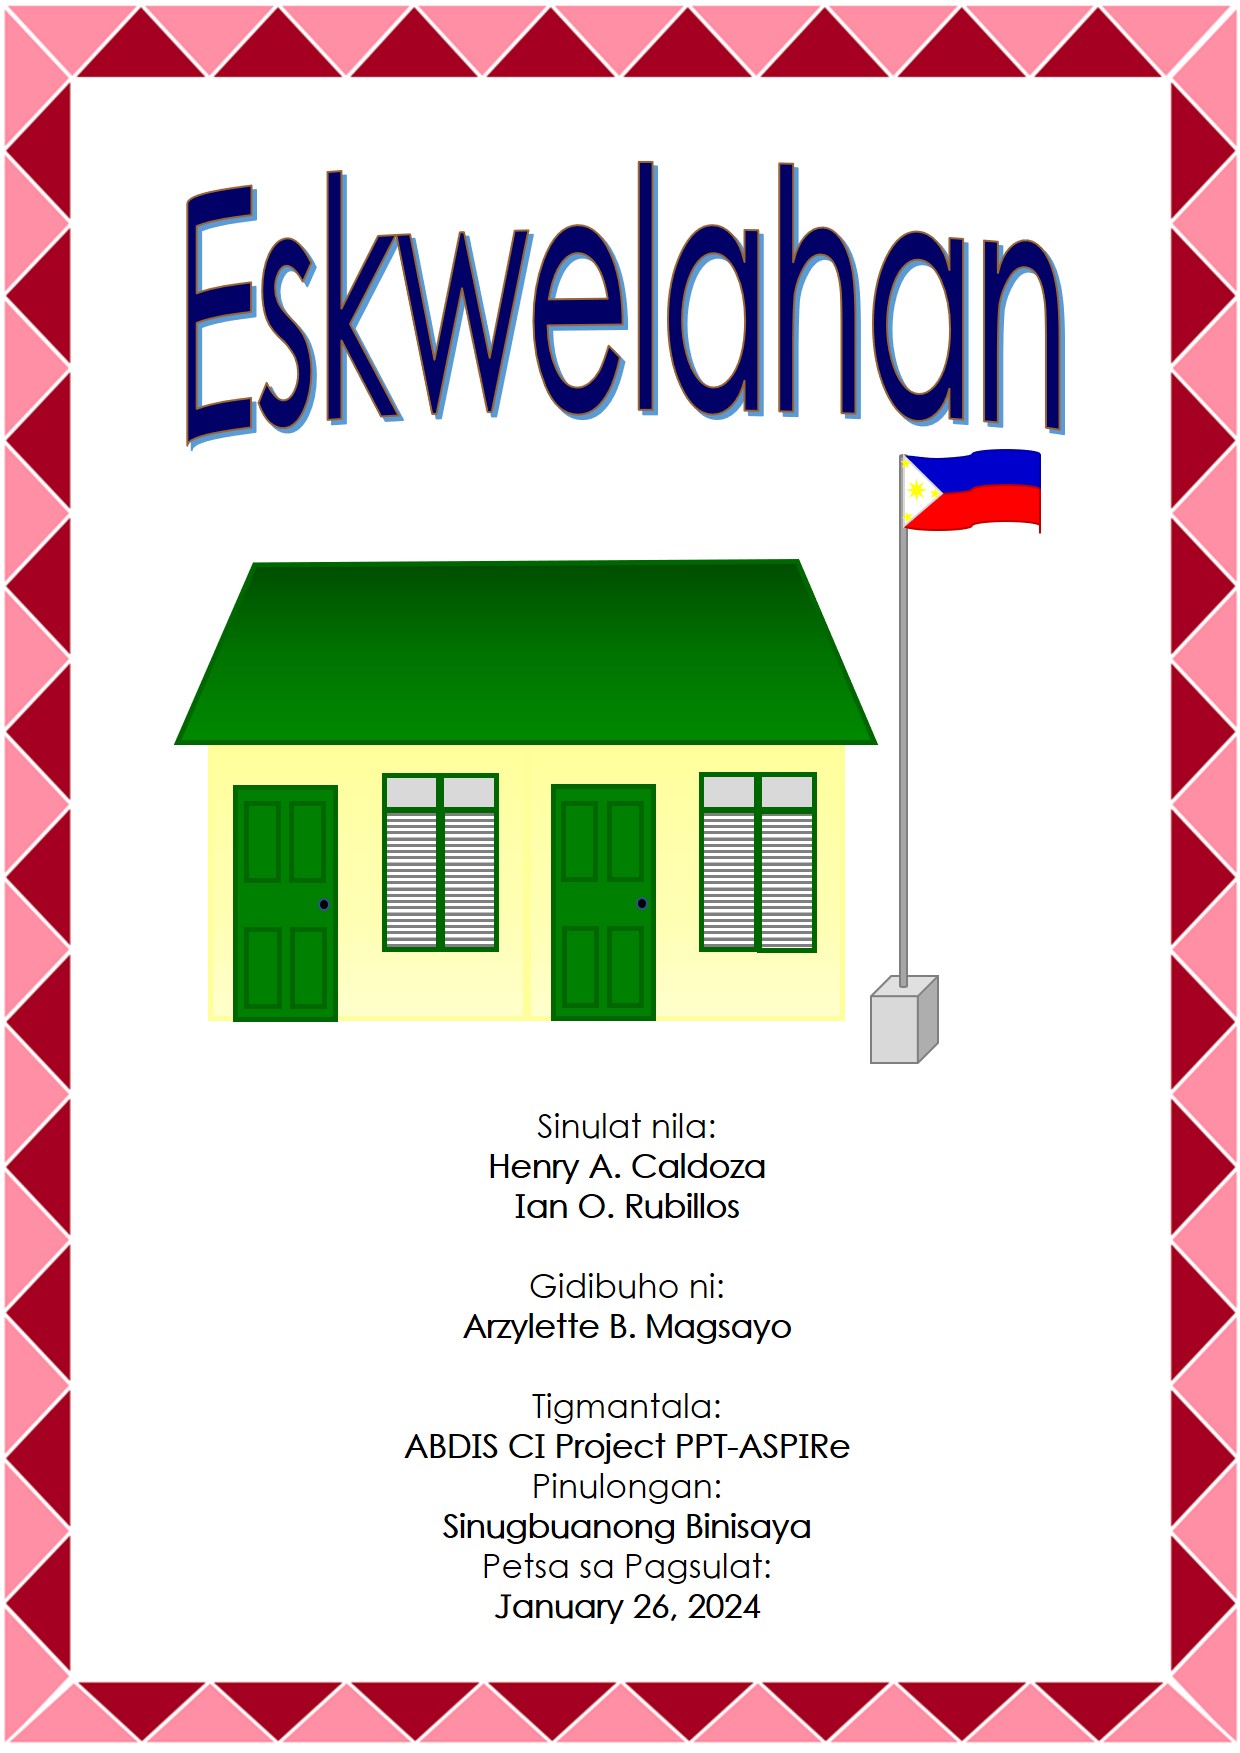 Eskwelahan
Sinulat nila:
Henry A. Caldoza
Ian O. Rubillos
Gidibuho ni:
Arzylette B. Magsayo
Tigmantala:
ABDIS CI Project PPT-ASPIRe
Pinulongan:
Sinugbuanong Binisaya
Petsa sa Pagsulat:
January 26, 2024